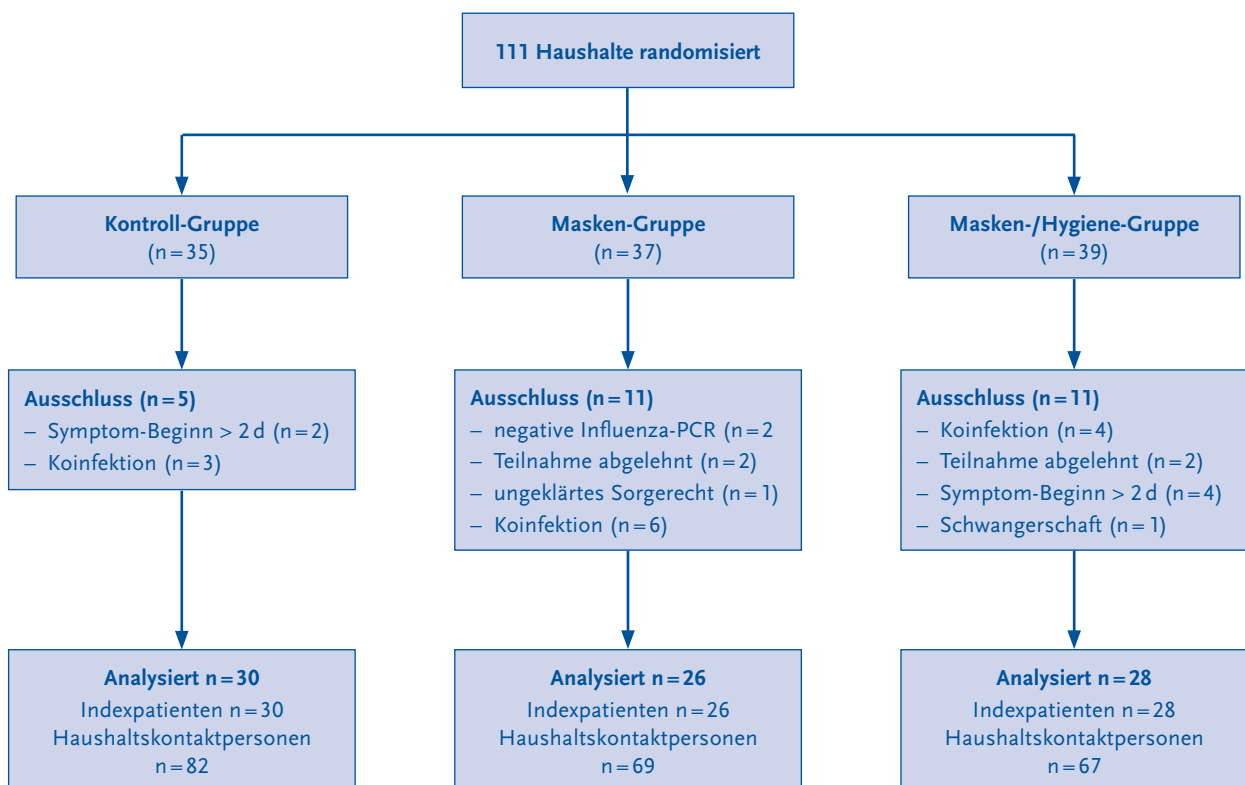 111 Haushalte randomisiert
Kontroll-Gruppe
(n=35)
Masken-Gruppe
(n=37)
Masken-/Hygiene-Gruppe
(n=39)
Ausschluss (n=5)
– Symptom-Beginn > 2 d (n=2)
– Koinfektion (n=3)
Ausschluss (n=11)
– negative Influenza-PCR (n=2
– Teilnahme abgelehnt (n=2)
– ungeklärtes Sorgerecht (n=1)
– Koinfektion (n=6)
Ausschluss (n=11)
– Koinfektion (n=4)
– Teilnahme abgelehnt (n=2)
– Symptom-Beginn > 2 d (n=4)
– Schwangerschaft (n=1)
Analysiert n=30
Indexpatienten n=30
Haushaltskontaktpersonen
n=82
Analysiert n=26
Indexpatienten n=26
Haushaltskontaktpersonen
n=69
Analysiert n=28
Indexpatienten n=28
Haushaltskontaktpersonen
n=67